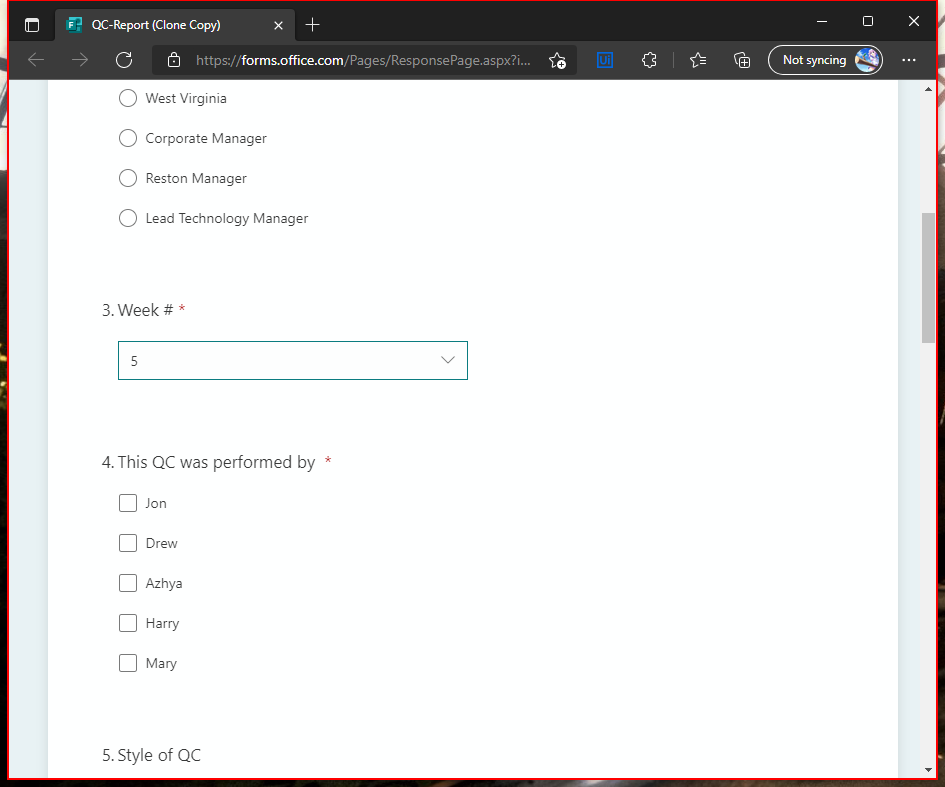 QC-Report (Clone Copy)
https://forms.office.com/Pages/ResponsePage.aspx?i...
Ui
Not syncing
West Virginia
Corporate Manager
Reston Manager
Lead Technology Manager
3. Week # *
5
4. This QC was performed by *
Jon
Drew
Azhya
Harry
Mary
5. Style of QC